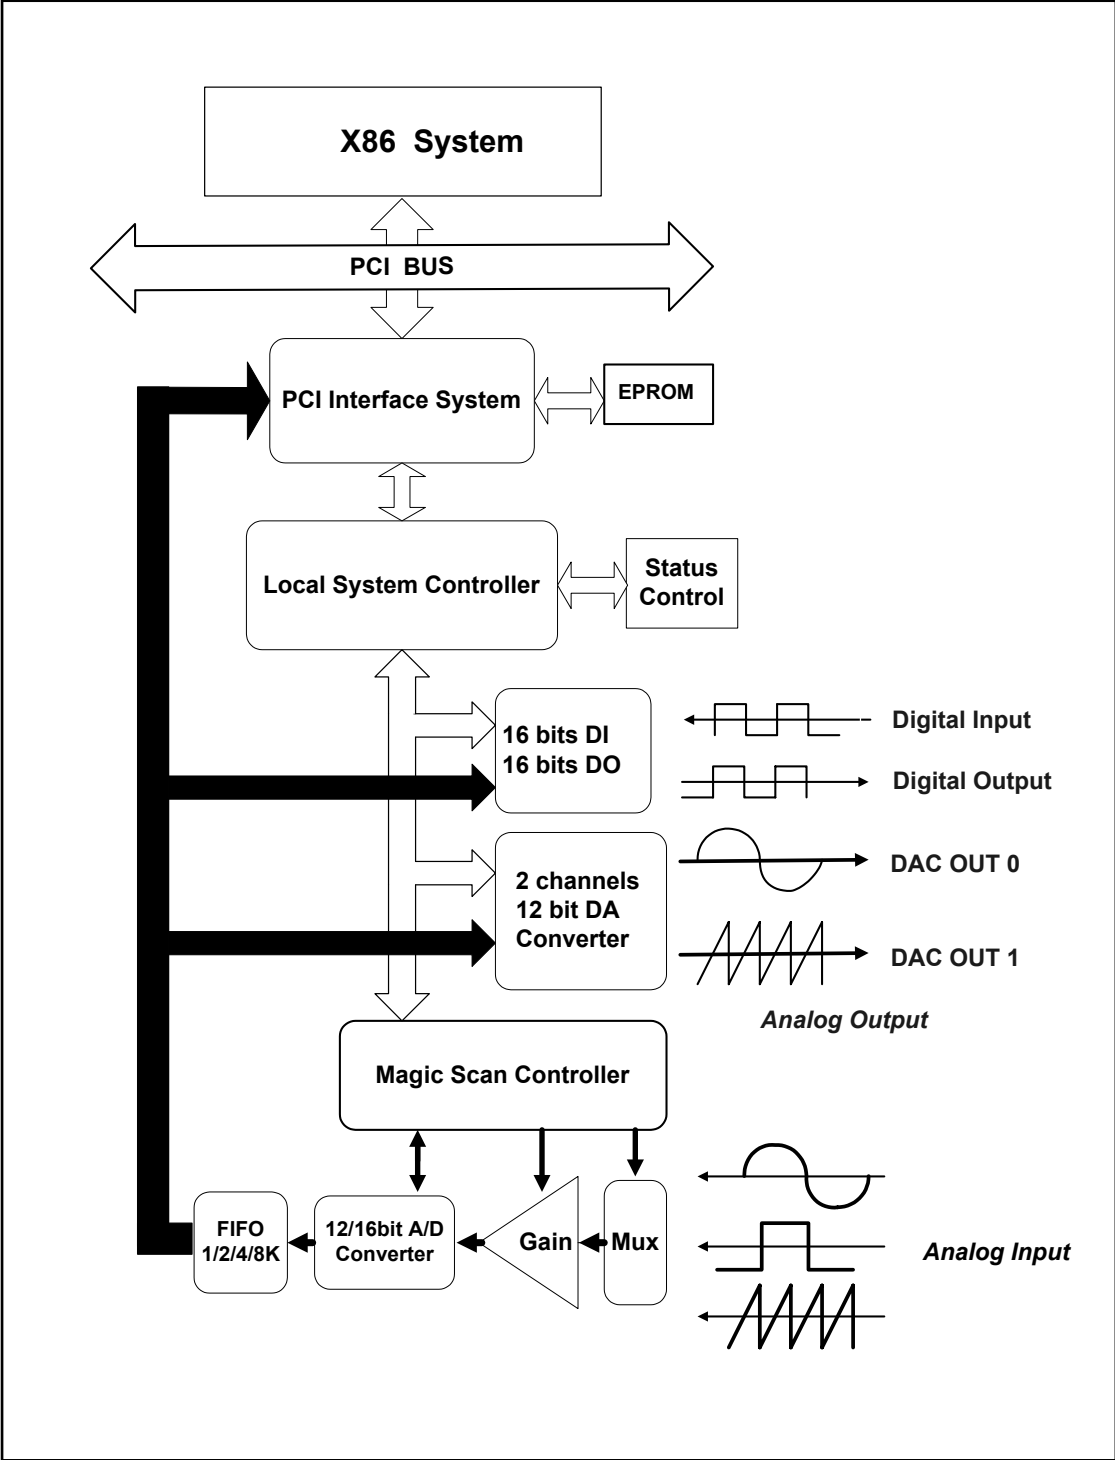 X86 System
PCI BUS
PCI Interface System
EPROM
Local System Controller
Status
Control
16 bits DI
16 bits DO
Digital Input
Digital Output
2 channels
12 bit DA
Converter
DAC OUT 0
DAC OUT 1
Analog Output
Magic Scan Controller
FIFO
1/2/4/8K
12/16bit A/D
Converter
Gain
Mux
Analog Input